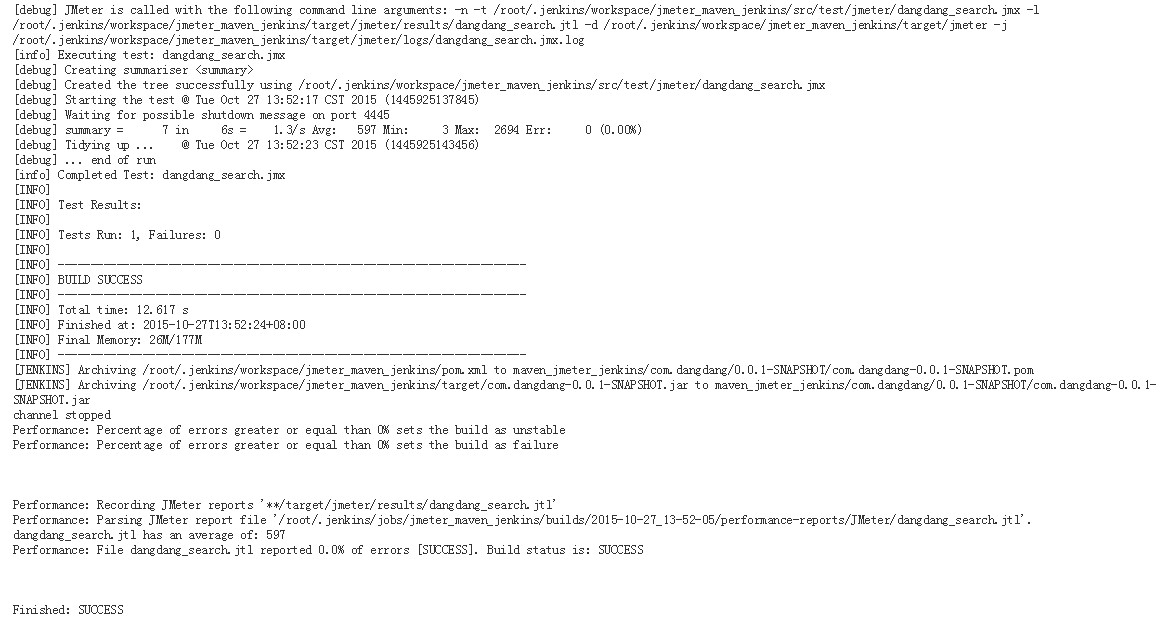 [debug] JMeter is called with the following command line arguments: -n -t /root/.jenkins/workspace/jmeter_maven_jenkins/src/test/jmeter/dangdang_search.jmx -l
/root/.jenkins/workspace/jmeter_maven_jenkins/target/jmeter/results/dangdang_search.jtl -d /root/.jenkins/workspace/jmeter_maven_jenkins/target/jmeter -j
/root/.jenkins/workspace/jmeter_maven_jenkins/target/jmeter/logs/dangdang_search.jmx.log
[info] Executing test: dangdang_search.jmx
[debug] Creating summariser <summary>
[debug] Created the tree successfully using /root/.jenkins/workspace/jmeter_maven_jenkins/src/test/jmeter/dangdang_search.jmx
[debug] Starting the test @ Tue Oct 27 13:52:17 CST 2015 (1445925137845)
[debug] Waiting for possible shutdown message on port 4445
[debug] summary =      7 in     6s =    1.3/s Avg:   597 Min:     3 Max:  2694 Err:     0 (0.00%)
[debug] Tidying up ...    @ Tue Oct 27 13:52:23 CST 2015 (1445925143456)
[debug] ... end of run
[info] Completed Test: dangdang_search.jmx
[INFO]
[INFO] Test Results:
[INFO]
[INFO] Tests Run: 1, Failures: 0
[INFO]
[INFO] ------------------------------------------------------------------------
[INFO] BUILD SUCCESS
[INFO] ------------------------------------------------------------------------
[INFO] Total time: 12.617 s
[INFO] Finished at: 2015-10-27T13:52:24+08:00
[INFO] Final Memory: 26M/177M
[INFO] ------------------------------------------------------------------------
[JENKINS] Archiving /root/.jenkins/workspace/jmeter_maven_jenkins/pom.xml to maven_jmeter_jenkins/com.dangdang/0.0.1-SNAPSHOT/com.dangdang-0.0.1-SNAPSHOT.pom
[JENKINS] Archiving /root/.jenkins/workspace/jmeter_maven_jenkins/target/com.dangdang-0.0.1-SNAPSHOT.jar to maven_jmeter_jenkins/com.dangdang/0.0.1-SNAPSHOT/com.dangdang-0.0.1-
SNAPSHOT.jar
channel stopped
Performance: Percentage of errors greater or equal than 0% sets the build as unstable
Performance: Percentage of errors greater or equal than 0% sets the build as failure
Performance: Recording JMeter reports '**/target/jmeter/results/dangdang_search.jtl'
Performance: Parsing JMeter report file '/root/.jenkins/jobs/jmeter_maven_jenkins/builds/2015-10-27_13-52-05/performance-reports/JMeter/dangdang_search.jtl'.
dangdang_search.jtl has an average of: 597
Performance: File dangdang_search.jtl reported 0.0% of errors [SUCCESS]. Build status is: SUCCESS
Finished: SUCCESS